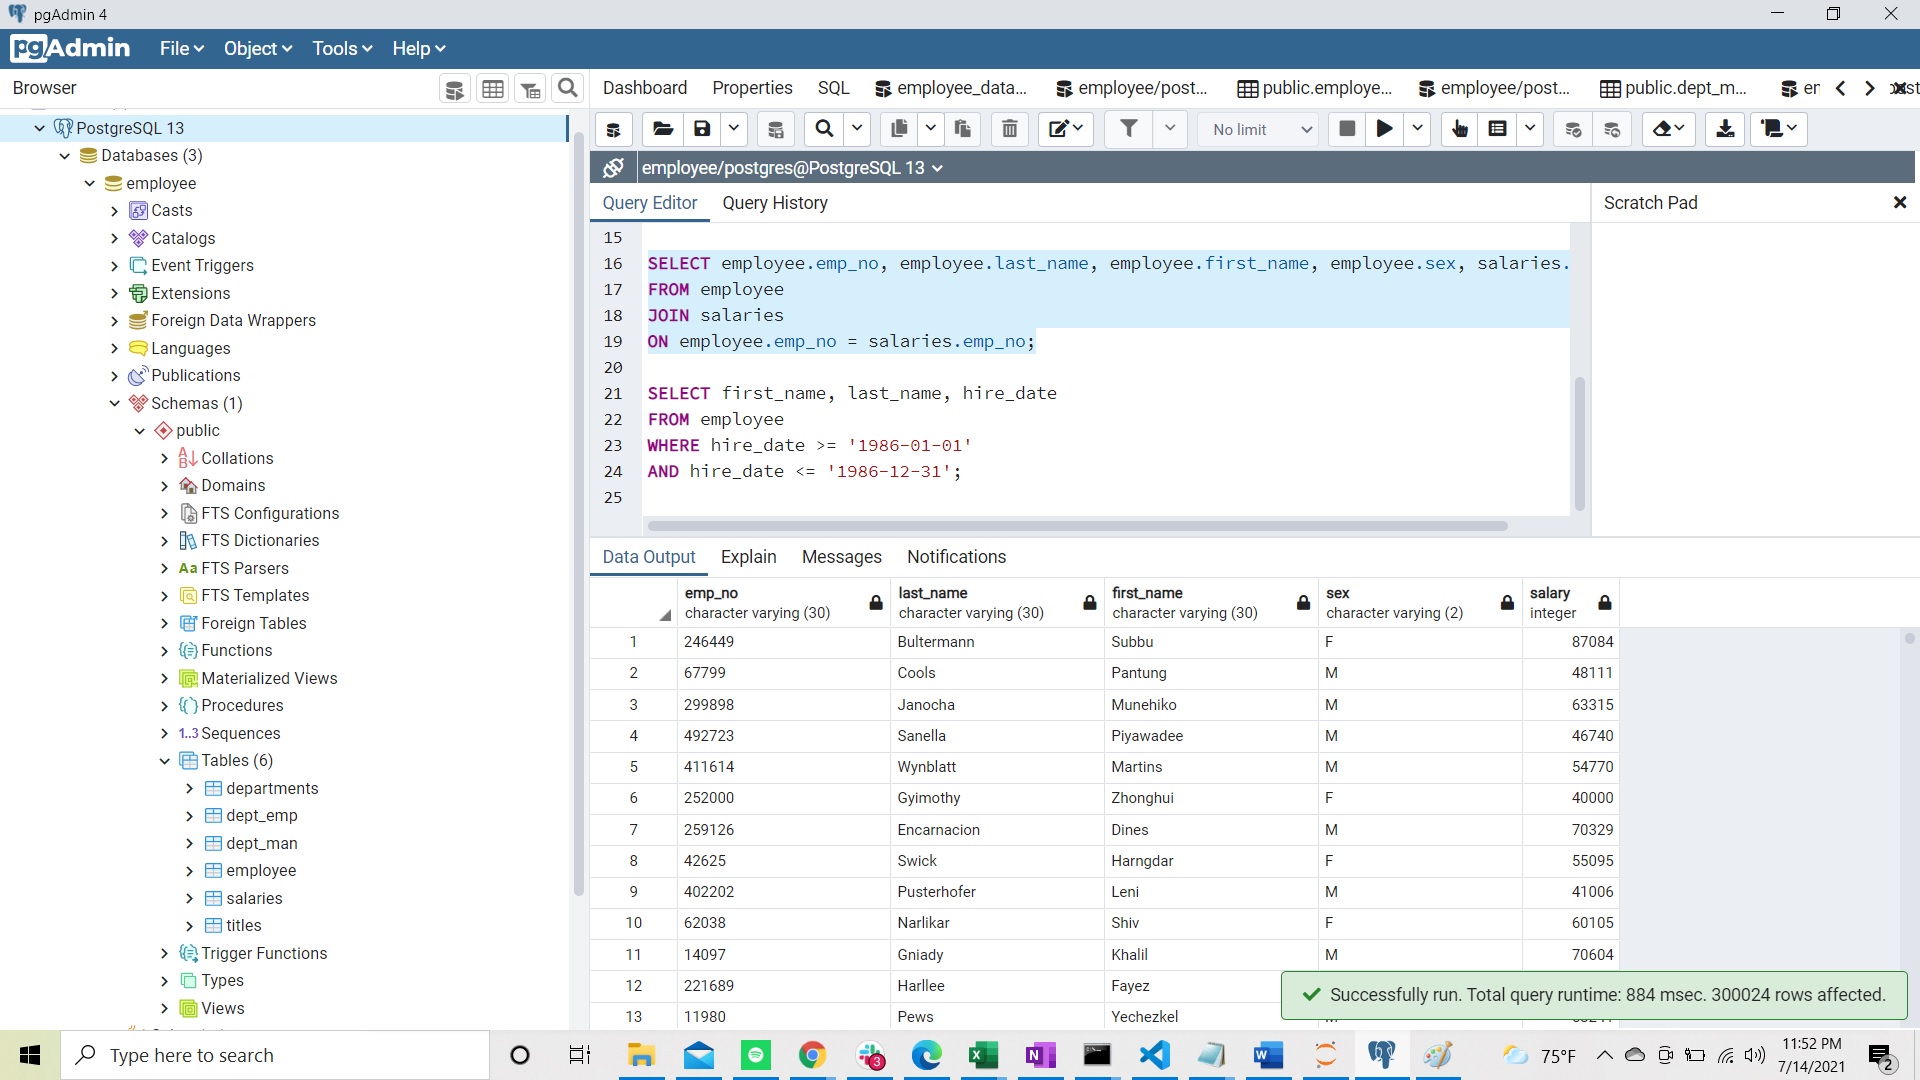 pgAdmin 4
pgAdmin File Object Tools Help
Browser
Dashboard Properties SQL employee_data... employee/post... public.employe... employee/post... public.dept_m... er
No limit
employee/postgres@PostgreSQL 13
Query Editor Query History
Scratch Pad
PostgreSQL 13
Databases (3)
employee
Casts
Catalogs
Event Triggers
Extensions
Foreign Data Wrappers
Languages
Publications
Schemas (1)
public
Collations
Domains
FTS Configurations
FTS Dictionaries
Aa FTS Parsers
FTS Templates
Foreign Tables
Functions
Materialized Views
Procedures
1..3 Sequences
Tables (6)
departments
dept_emp
dept_man
employee
salaries
titles
Trigger Functions
Types
Views
15
16 SELECT employee.emp_no, employee.last_name, employee.first_name, employee.sex, salaries.
17 FROM employee
18 JOIN salaries
19 ON employee.emp_no = salaries.emp_no;
20
21 SELECT first_name, last_name, hire_date
22 FROM employee
23 WHERE hire_date >= '1986-01-01'
24 AND hire_date <= '1986-12-31';
25
Data Output Explain Messages Notifications
emp_no last_name first_name sex salary
character varying (30) character varying (30) character varying (30) character varying (2) integer
1 246449 Bultermann Subbu F 87084
2 67799 Cools Pantung M 48111
3 299898 Janocha Munehiko M 63315
4 492723 Sanella Piyawadee M 46740
5 411614 Wynblatt Martins M 54770
6 252000 Gyimothy Zhonghui F 40000
7 259126 Encarnacion Dines M 70329
8 42625 Swick Harngdar F 55095
9 402202 Pusterhofer Leni M 41006
10 62038 Narlikar Shiv F 60105
11 14097 Gniady Khalil M 70604
12 221689 Harllee Fayez
13 11980 Pews Yechezkel
Successfully run. Total query runtime: 884 msec. 300024 rows affected.
Type here to search
3
75°F
11:52 PM
7/14/2021
2